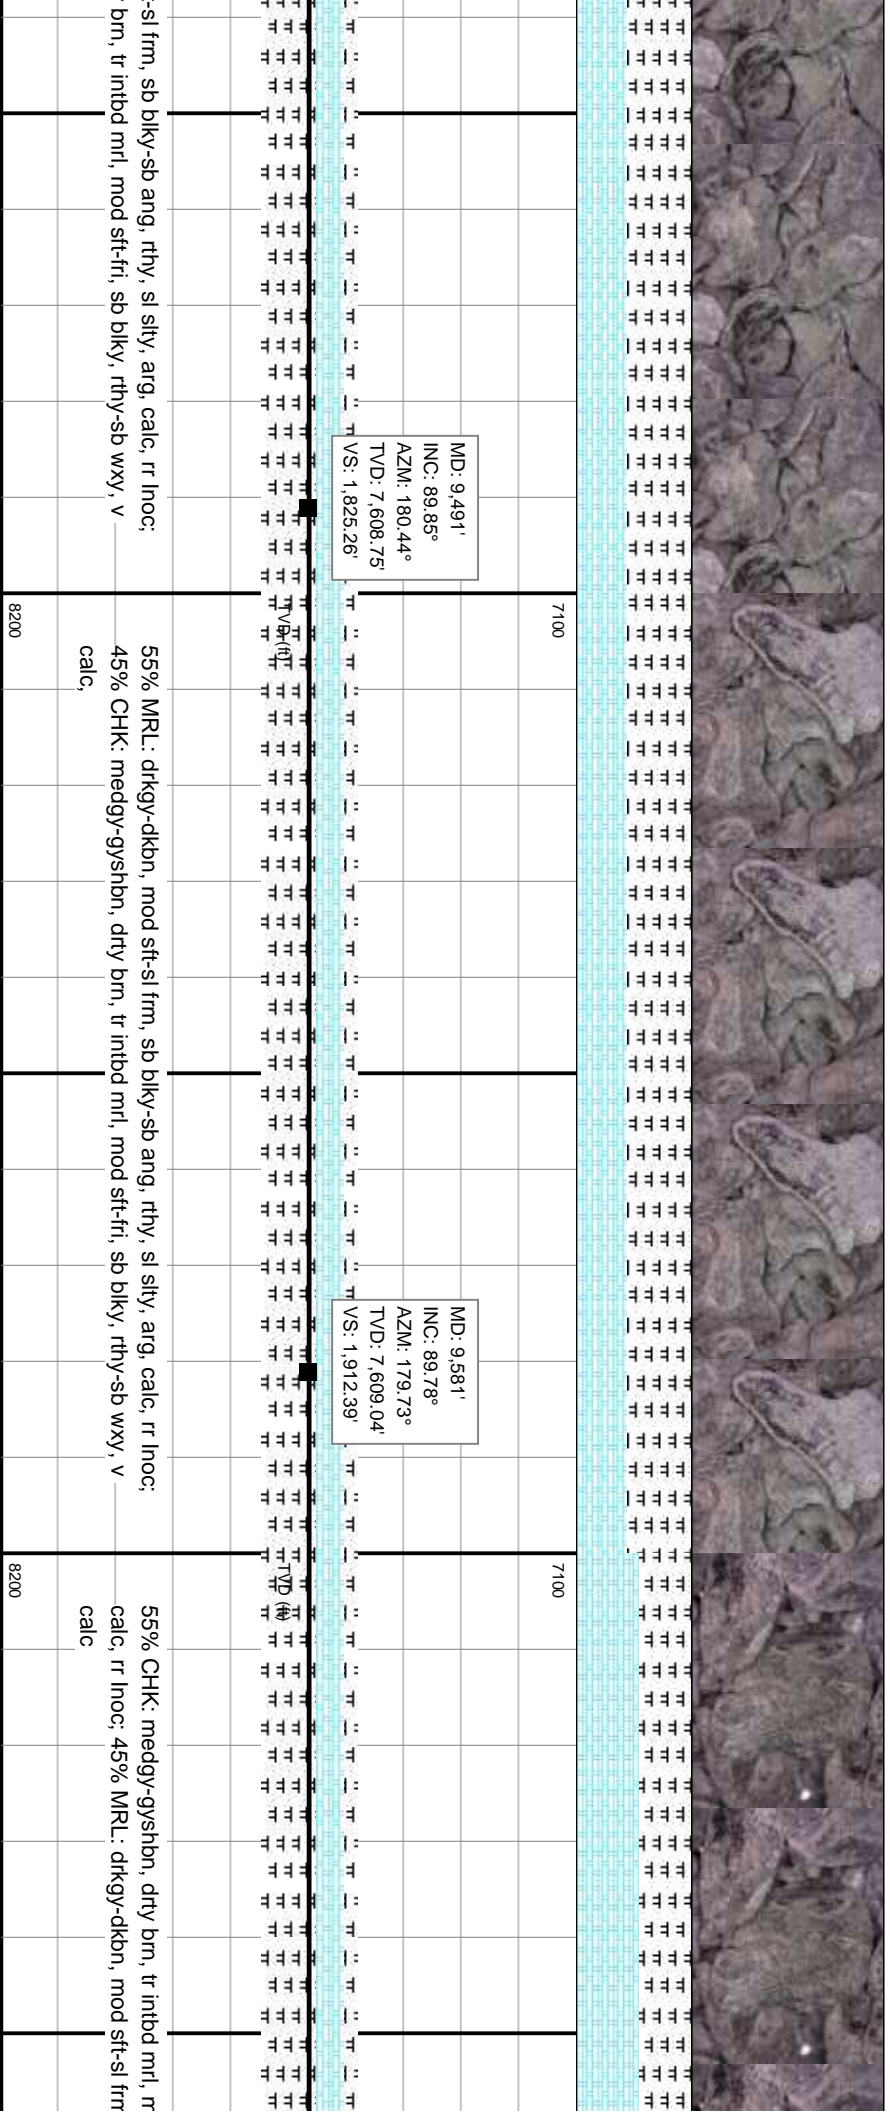 -sl frm, sb blky-sb ang, rthy, sl slty, arg, calc, rr Inoc;
brn, tr intbd mrl, mod sft-fri, sb blky, rthy-sb wxy, v
MD: 9,491'
INC: 89.85°
AZM: 180.44°
TVD: 7,608.75'
VS: 1,825.26'
7100
TVD (ft)
8200
55% MRL: drkgy-dkbn, mod sft-sl frm, sb blky-sb ang, rthy, sl slty, arg, calc, rr Inoc;
45% CHK: medgy-gyshbn, drty brn, tr intbd mrl, mod sft-fri, sb blky, rthy-sb wxy, v
calc,
MD: 9,581'
INC: 89.78°
AZM: 179.73°
TVD: 7,609.04'
VS: 1,912.39'
7100
TVD (ft)
8200
55% CHK: medgy-gyshbn, drty brn, tr intbd mrl, m
calc, rr Inoc; 45% MRL: drkgy-dkbn, mod sft-sl frm
calc